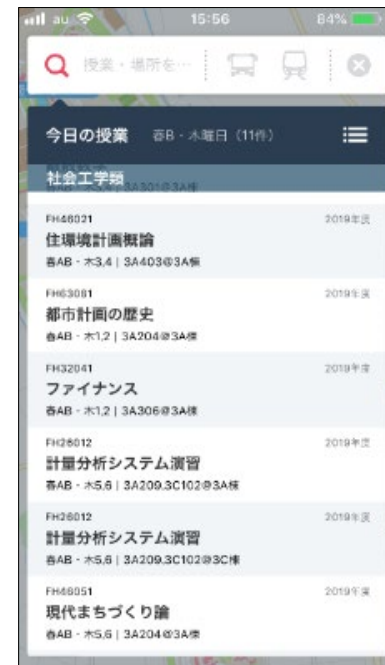 au 15:56 84%
授業・場所を…
今日の授業 春B・木曜日（11件）
社会工学類
FH46021 2019年度
住環境計画概論
春AB・木3,4 | 3A403@3A棟
FH63081 2019年度
都市計画の歴史
春AB・木1,2 | 3A204@3A棟
FH32041 2019年度
ファイナンス
春AB・木1,2 | 3A306@3A棟
FH26012 2019年度
計量分析システム演習
春AB・木5,6 | 3A209,3C102@3A棟
FH26012 2019年度
計量分析システム演習
春AB・木5,6 | 3A209,3C102@3C棟
FH46051 2019年度
現代まちづくり論
春AB・木5,6 | 3A204@3A棟